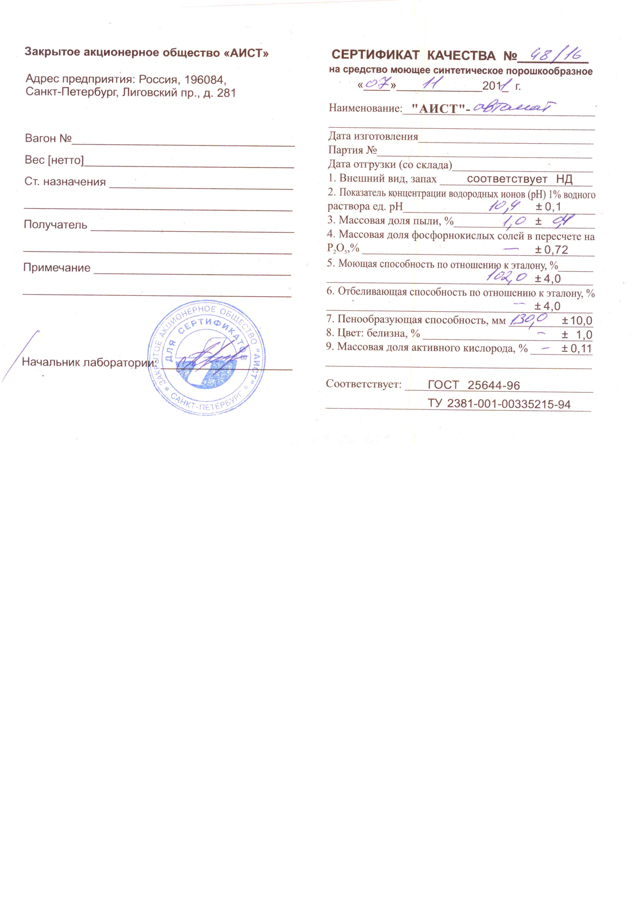 Закрытое акционерное общество «АИСТ»
Адрес предприятия: Россия, 196084,
Санкт-Петербург, Лиговский пр., д. 281
Вагон №
Вес [нетто]
Ст. назначения
Получатель
Примечание
Начальник лаборатории:
ЗАКРЫТОЕ АКЦИОНЕРНОЕ ОБЩЕСТВО «АИСТ»
САНКТ-ПЕТЕРБУРГ
ДЛЯ СЕРТИФИКАТОВ
СЕРТИФИКАТ КАЧЕСТВА № 48/16
на средство моющее синтетическое порошкообразное
« 07 » 11 2011 г.
Наименование: "АИСТ"- автомат
Дата изготовления
Партия №
Дата отгрузки (со склада)
1. Внешний вид, запах соответствует НД
2. Показатель концентрации водородных ионов (pH) 1% водного
раствора ед. pH 10,4 ± 0,1
3. Массовая доля пыли, % 1,0 ± 0,4
4. Массовая доля фосфорнокислых солей в пересчете на
P₂O₅,% — ± 0,72
5. Моющая способность по отношению к эталону, %
102,0 ± 4,0
6. Отбеливающая способность по отношению к эталону, %
— ± 4,0
7. Пенообразующая способность, мм 130,0 ± 10,0
8. Цвет: белизна, % — ± 1,0
9. Массовая доля активного кислорода, % — ± 0,11
Соответствует: ГОСТ 25644-96
ТУ 2381-001-00335215-94